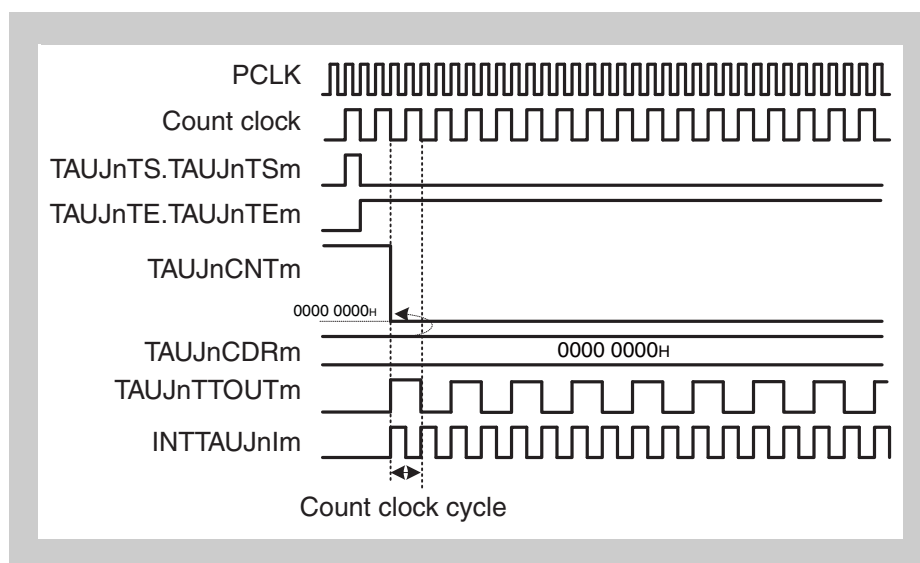 PCLK
Count clock
TAUJnTS.TAUJnTSm
TAUJnTE.TAUJnTEm
TAUJnCNTm
0000 0000H
TAUJnCDRm
0000 0000H
TAUJnTTOUTm
INTTAUJnIm
Count clock cycle